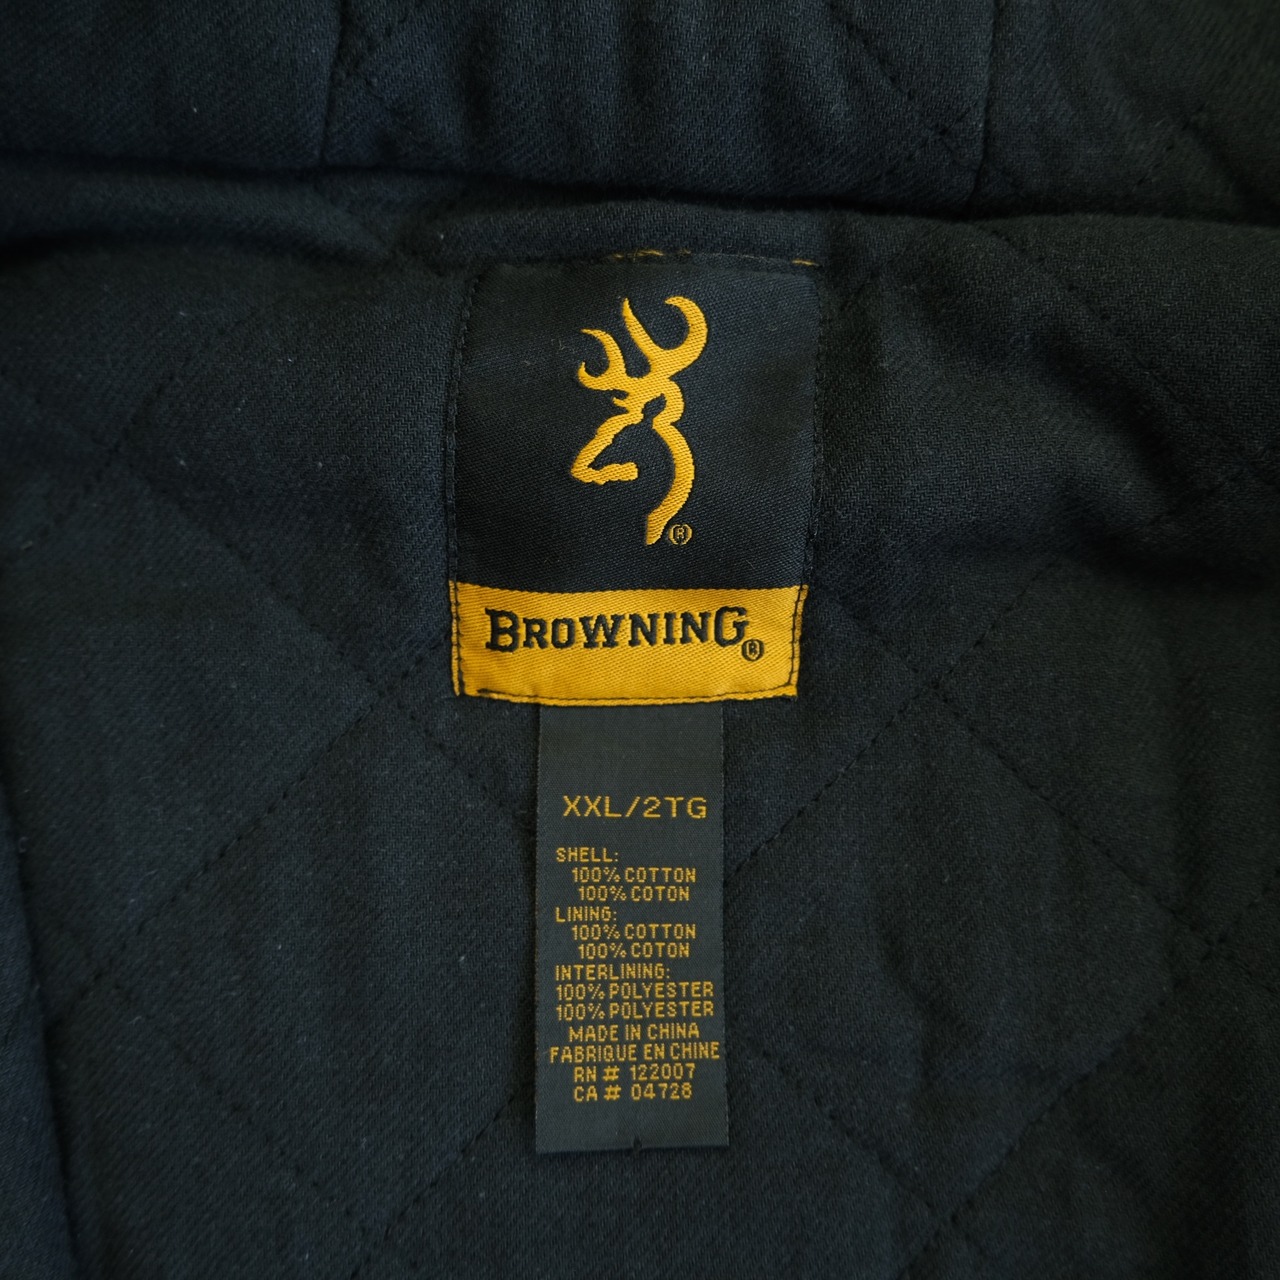 ®
BROWNING®
XXL/2TG
SHELL:
100% COTTON
100% COTON
LINING:
100% COTTON
100% COTON
INTERLINING:
100% POLYESTER
100% POLYESTER
MADE IN CHINA
FABRIQUE EN CHINE
RN # 122007
CA # 04728